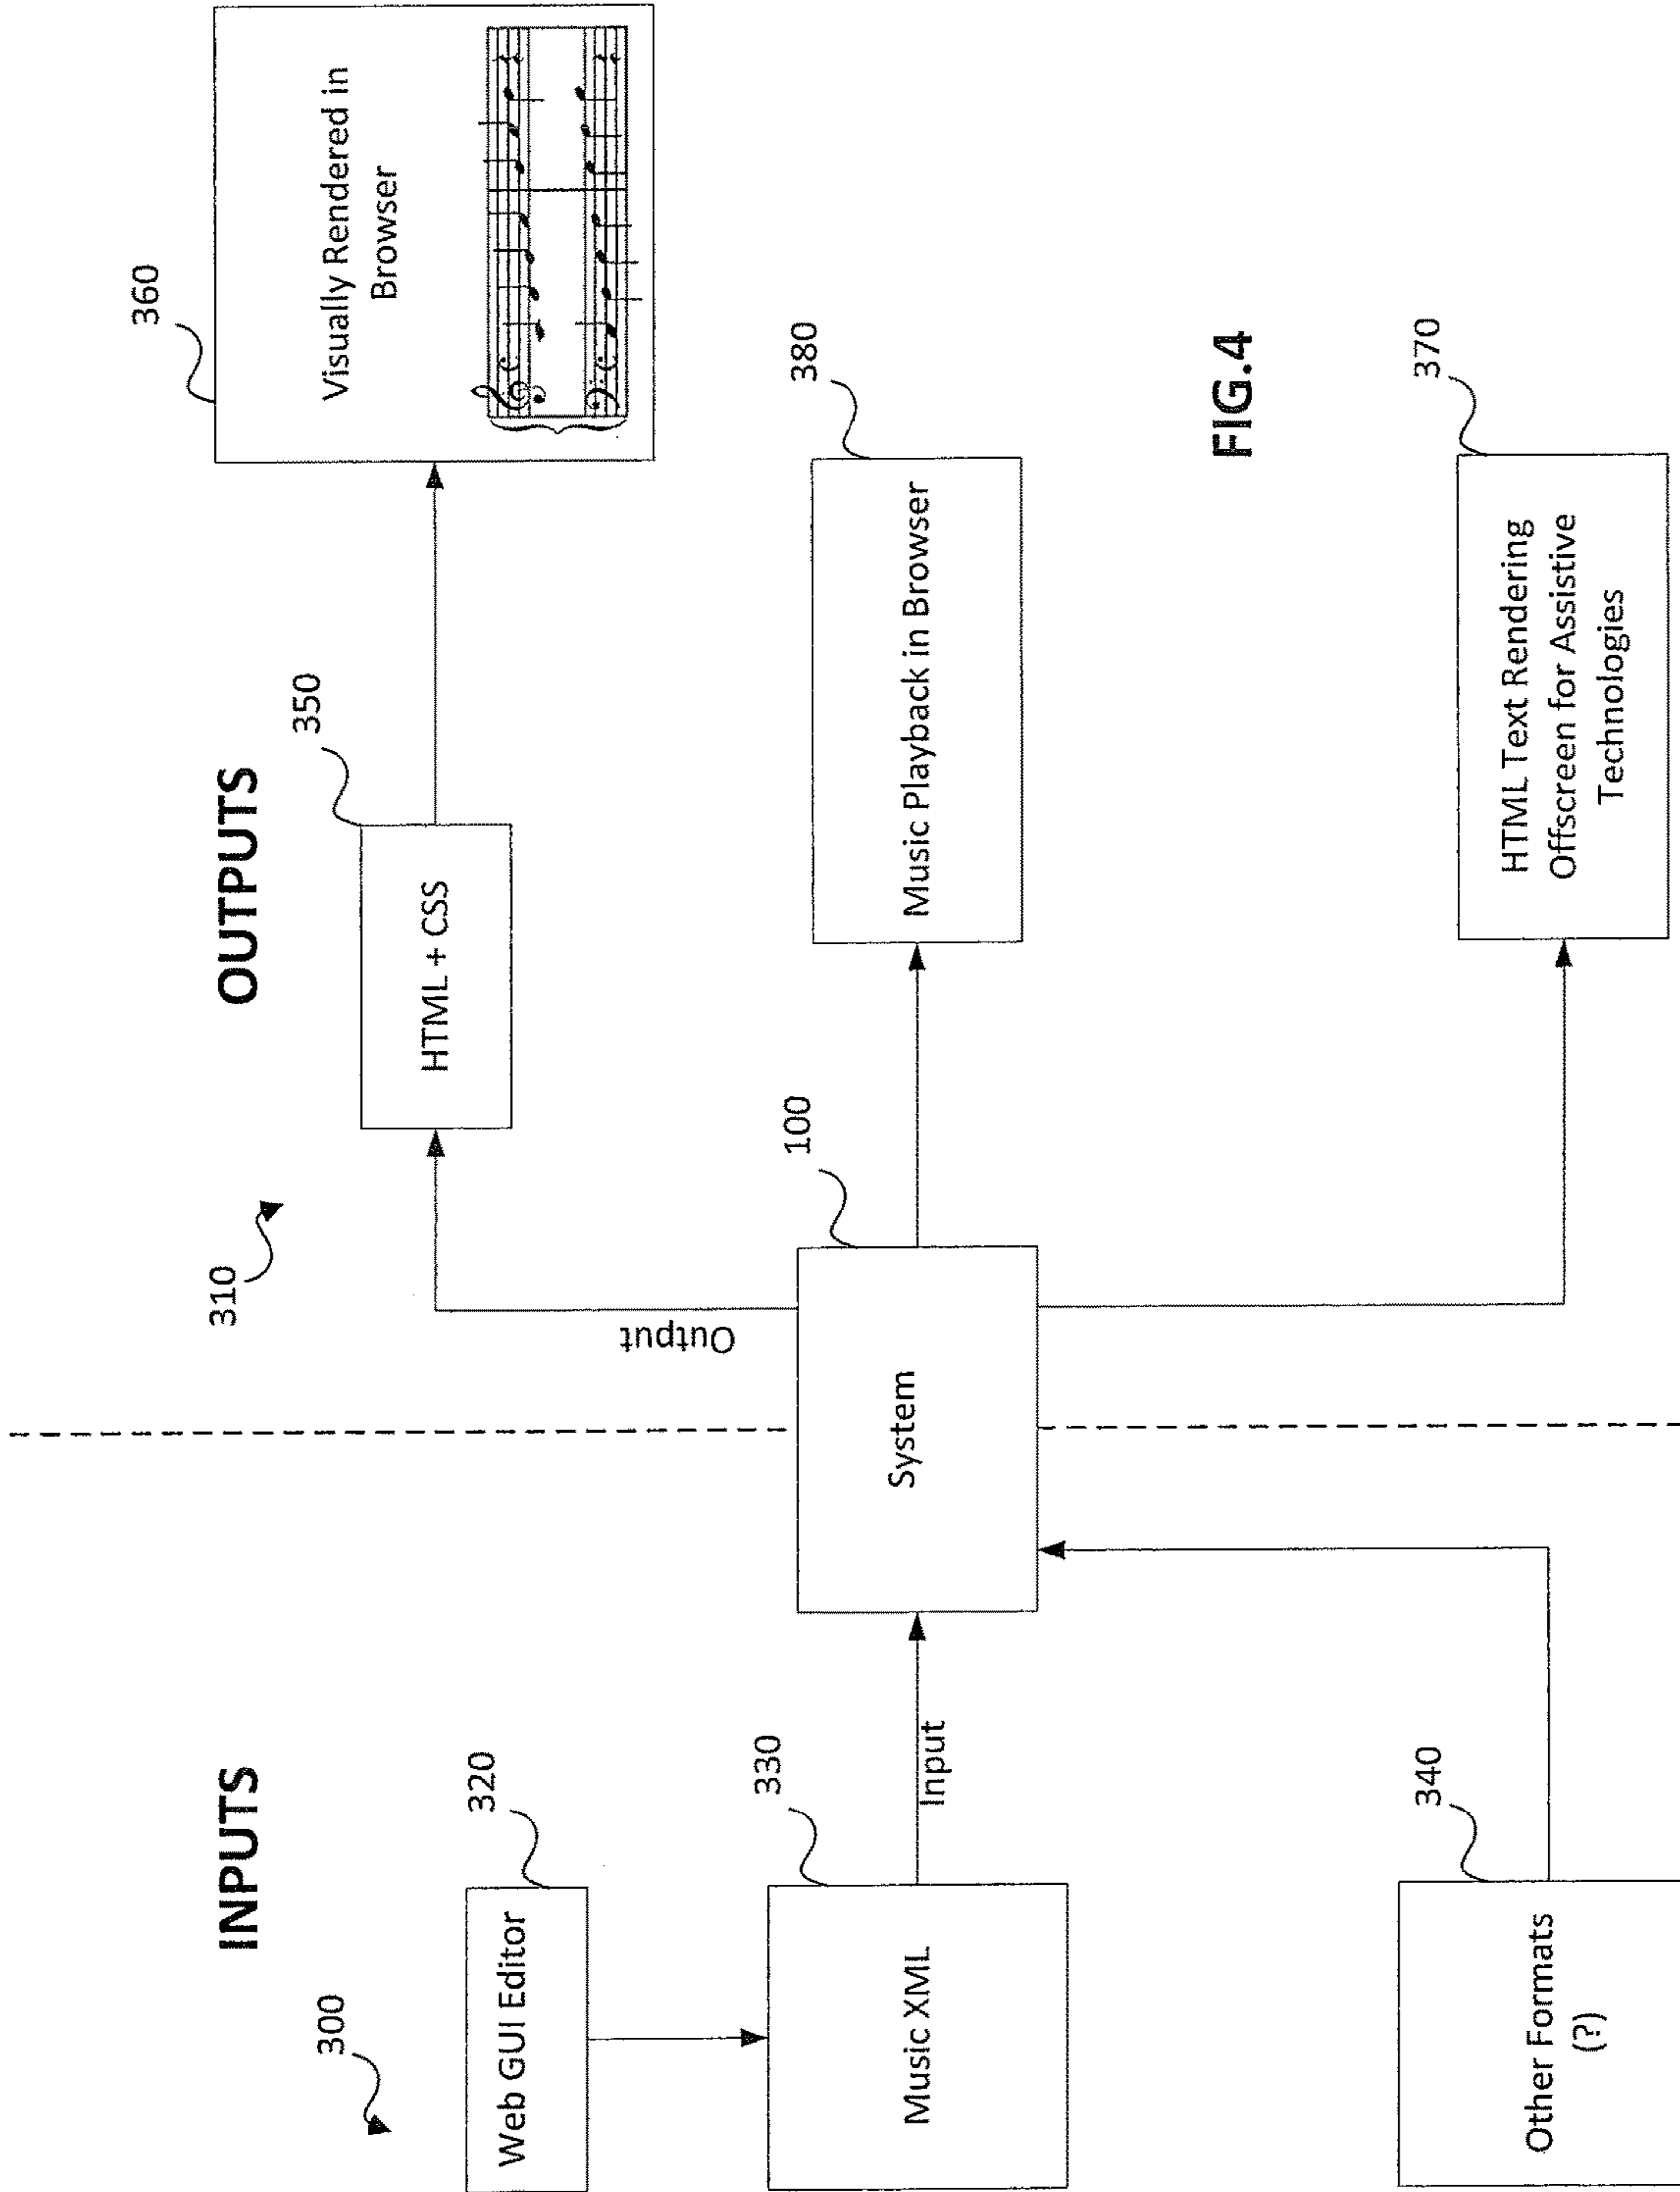 INPUTS
OUTPUTS
300
320
Web GUI Editor
330
Music XML
Input
340
Other Formats
(?)
100
System
Output
310
350
HTML + CSS
360
Visually Rendered in
Browser
380
Music Playback in Browser
370
HTML Text Rendering
Offscreen for Assistive
Technologies
FIG.4